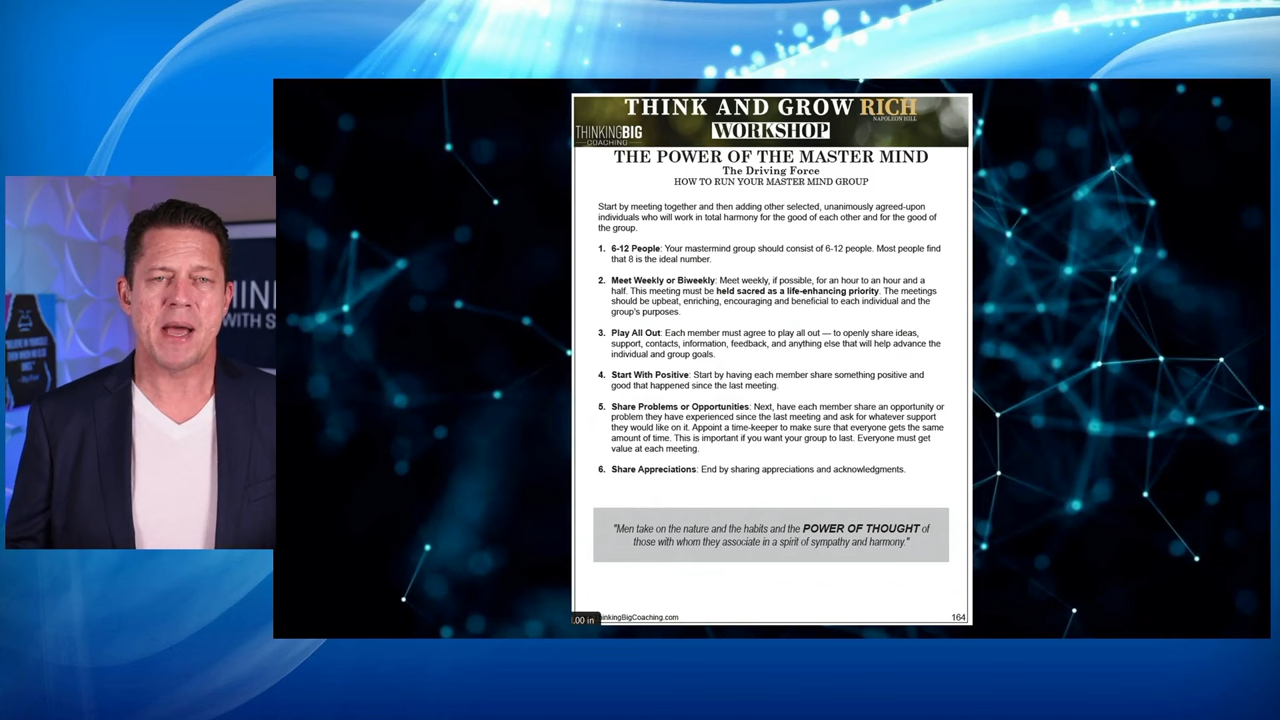 THINK AND GROW RICH
NAPOLEON HILL
THINKINGBIG
COACHING
WORKSHOP
THE POWER OF THE MASTER MIND
The Driving Force
HOW TO RUN YOUR MASTER MIND GROUP
Start by meeting together and then adding other selected, unanimously agreed-upon
individuals who will work in total harmony for the good of each other and for the good of
the group.
1. 6-12 People: Your mastermind group should consist of 6-12 people. Most people find
that 8 is the ideal number.
2. Meet Weekly or Biweekly: Meet weekly, if possible, for an hour to an hour and a
half. This meeting must be held sacred as a life-enhancing priority. The meetings
should be upbeat, enriching, encouraging and beneficial to each individual and the
group's purposes.
3. Play All Out: Each member must agree to play all out — to openly share ideas,
support, contacts, information, feedback, and anything else that will help advance the
individual and group goals.
4. Start With Positive: Start by having each member share something positive and
good that happened since the last meeting.
5. Share Problems or Opportunities: Next, have each member share an opportunity or
problem they have experienced since the last meeting and ask for whatever support
they would like on it. Appoint a time-keeper to make sure that everyone gets the same
amount of time. This is important if you want your group to last. Everyone must get
value at each meeting.
6. Share Appreciations: End by sharing appreciations and acknowledgments.
"Men take on the nature and the habits and the POWER OF THOUGHT of
those with whom they associate in a spirit of sympathy and harmony."
.00 in
inkingBigCoaching.com
164
HINI
WITH S